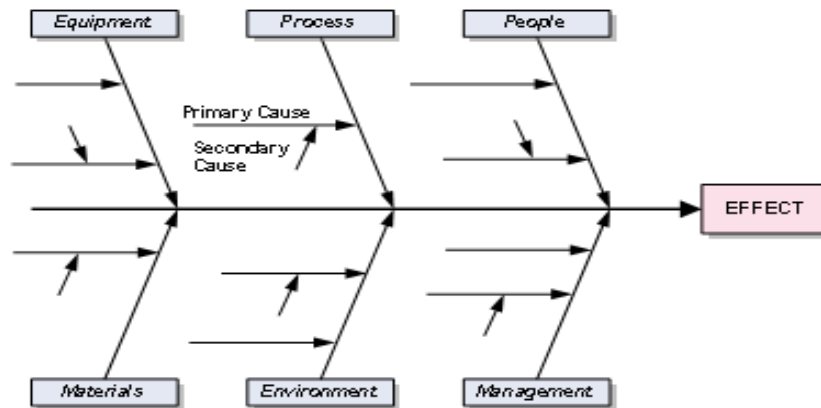 Equipment
Process
People
Primary Cause
Secondary
Cause
EFFECT
Materials
Environment
Management